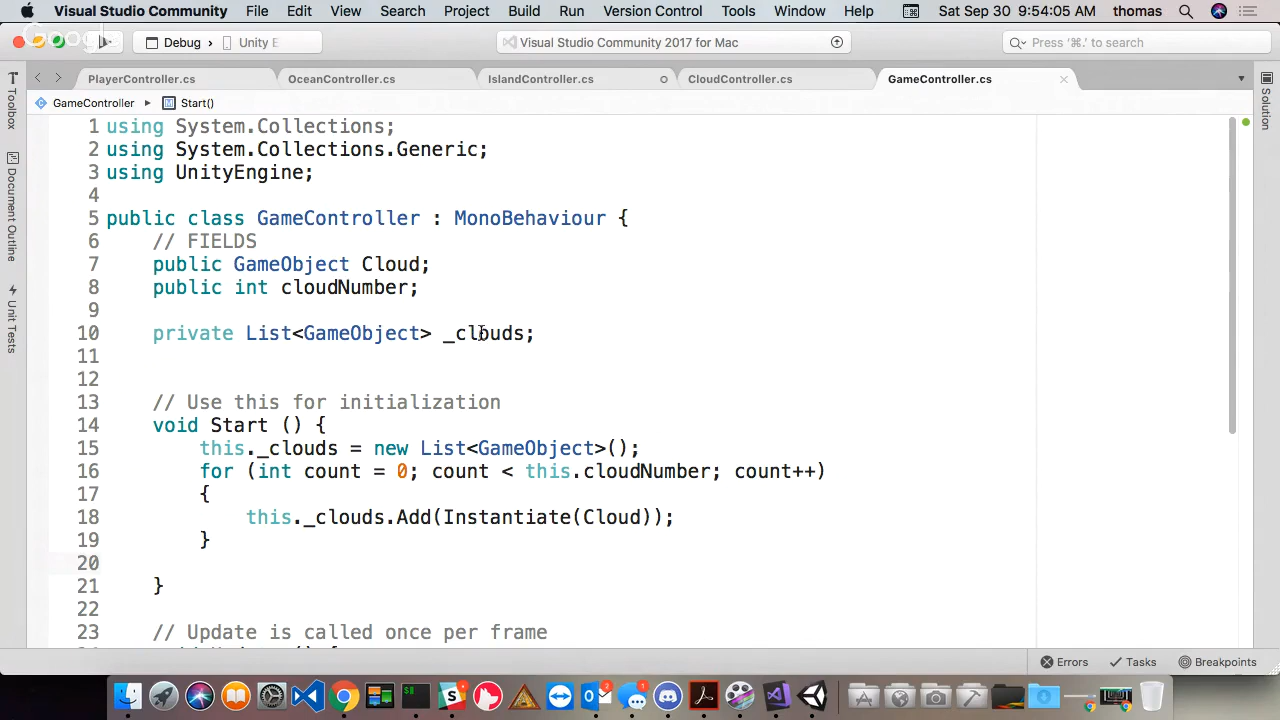 Visual Studio Community File Edit View Search Project Build Run Version Control Tools Window Help Sat Sep 30 9:54:05 AM thomas
Google
Debug › Unity E
Visual Studio Community 2017 for Mac
Press '⌘.' to search
PlayerController.cs OceanController.cs IslandController.cs CloudController.cs GameController.cs
GameController Start()
Toolbox
Document Outline
Unit Tests
Solution
1 using System.Collections;
2 using System.Collections.Generic;
3 using UnityEngine;
4
5 public class GameController : MonoBehaviour {
6 // FIELDS
7 public GameObject Cloud;
8 public int cloudNumber;
9
10 private List<GameObject> _clouds;
11
12
13 // Use this for initialization
14 void Start () {
15 this._clouds = new List<GameObject>();
16 for (int count = 0; count < this.cloudNumber; count++)
17 {
18 this._clouds.Add(Instantiate(Cloud));
19 }
20
21 }
22
23 // Update is called once per frame
Errors Tasks Breakpoints